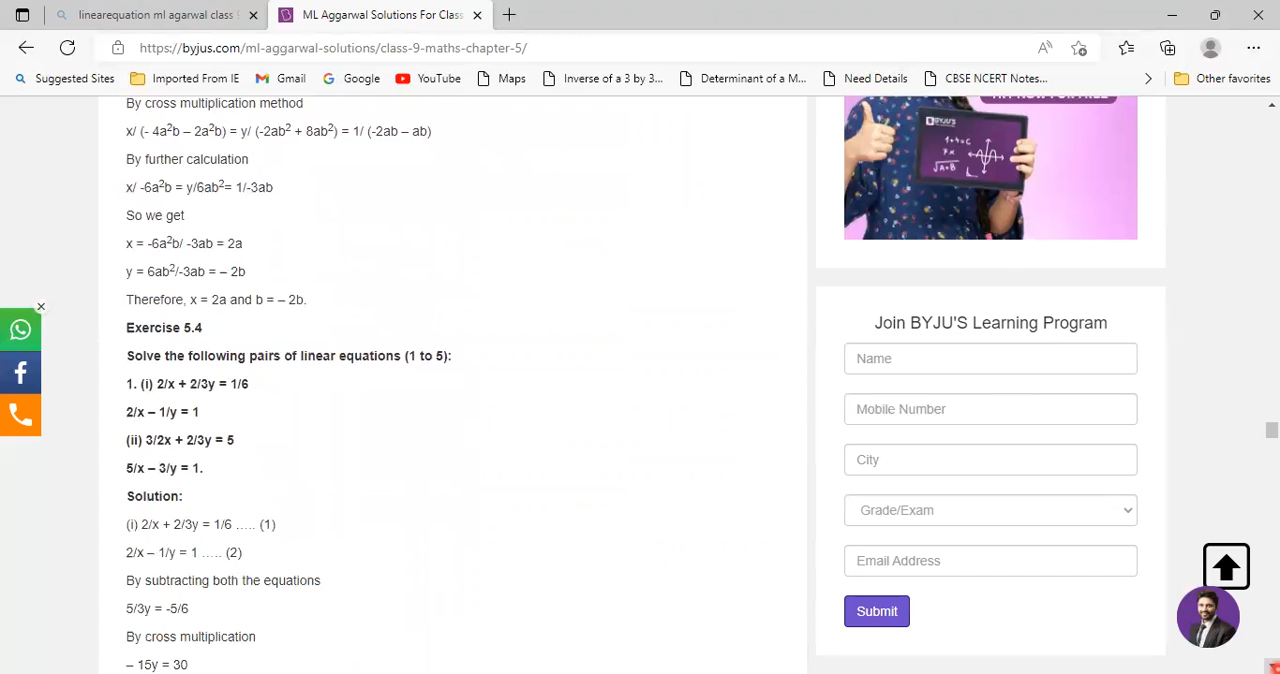 linearequation ml agarwal class 9
ML Aggarwal Solutions For Class
https://byjus.com/ml-aggarwal-solutions/class-9-maths-chapter-5/
Suggested Sites
Imported From IE
Gmail
Google
YouTube
Maps
Inverse of a 3 by 3...
Determinant of a M...
Need Details
CBSE NCERT Notes...
Other favorites
By cross multiplication method
x/ (- 4a²b – 2a²b) = y/ (-2ab² + 8ab²) = 1/ (-2ab – ab)
By further calculation
x/ -6a²b = y/6ab²= 1/-3ab
So we get
x = -6a²b/ -3ab = 2a
y = 6ab²/-3ab = – 2b
Therefore, x = 2a and b = – 2b.
Exercise 5.4
Solve the following pairs of linear equations (1 to 5):
1. (i) 2/x + 2/3y = 1/6
2/x – 1/y = 1
(ii) 3/2x + 2/3y = 5
5/x – 3/y = 1.
Solution:
(i) 2/x + 2/3y = 1/6 ….. (1)
2/x – 1/y = 1 ….. (2)
By subtracting both the equations
5/3y = -5/6
By cross multiplication
– 15y = 30
BYJU'S
Join BYJU'S Learning Program
Name
Mobile Number
City
Grade/Exam
Email Address
Submit